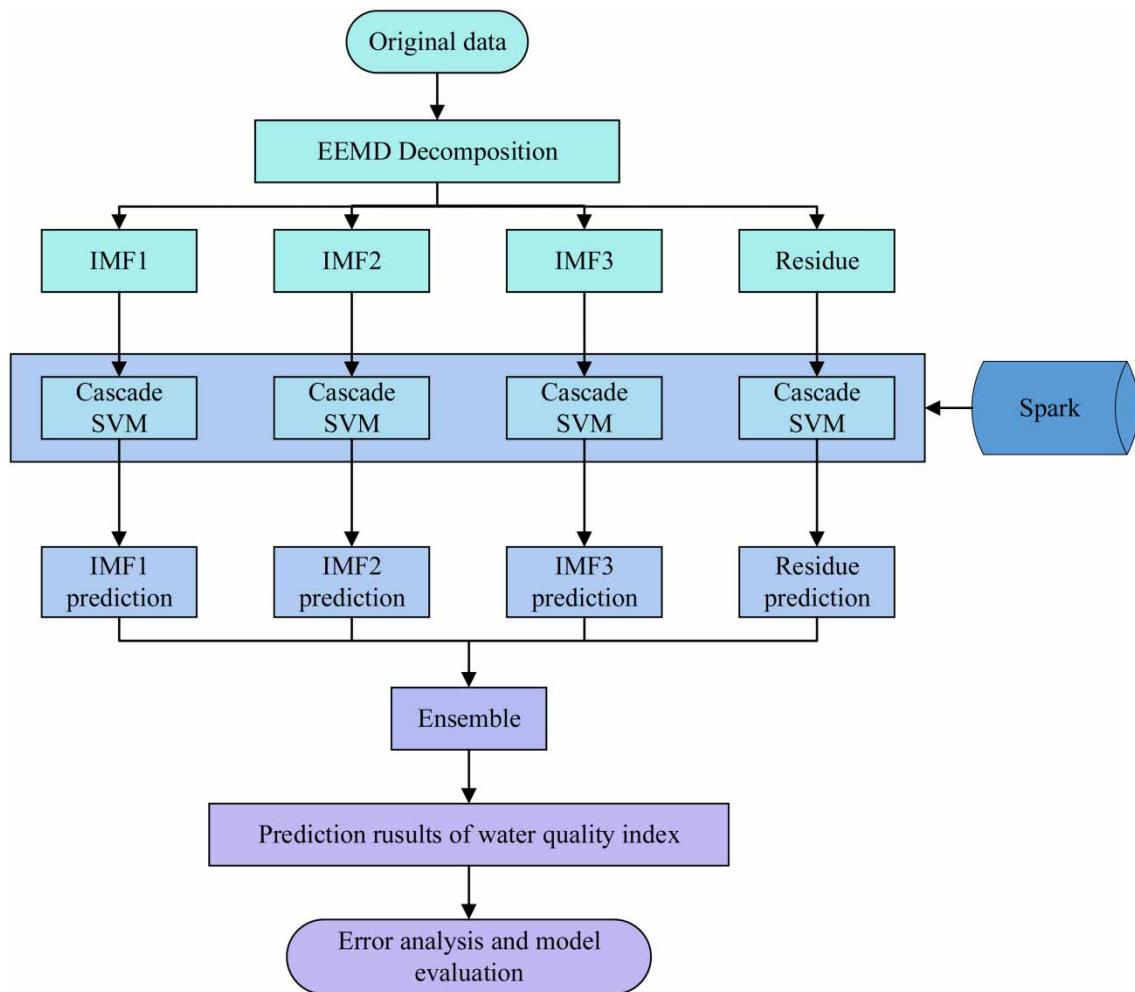 Original data
EEMD Decomposition
IMF1
IMF2
IMF3
Residue
Cascade
SVM
Cascade
SVM
Cascade
SVM
Cascade
SVM
Spark
IMF1
prediction
IMF2
prediction
IMF3
prediction
Residue
prediction
Ensemble
Prediction rusults of water quality index
Error analysis and model
evaluation